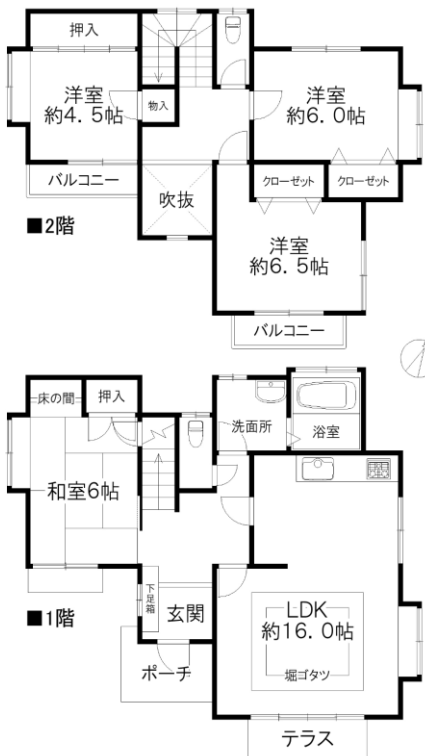 押入
洋室
約4.5帖
物入
洋室
約6.0帖
バルコニー
吹抜
クローゼット
クローゼット
■2階
洋室
約6.5帖
バルコニー
床の間
押入
洗面所
浴室
和室6帖
下足箱
玄関
■1階
LDK
約16.0帖
ポーチ
堀ゴタツ
テラス